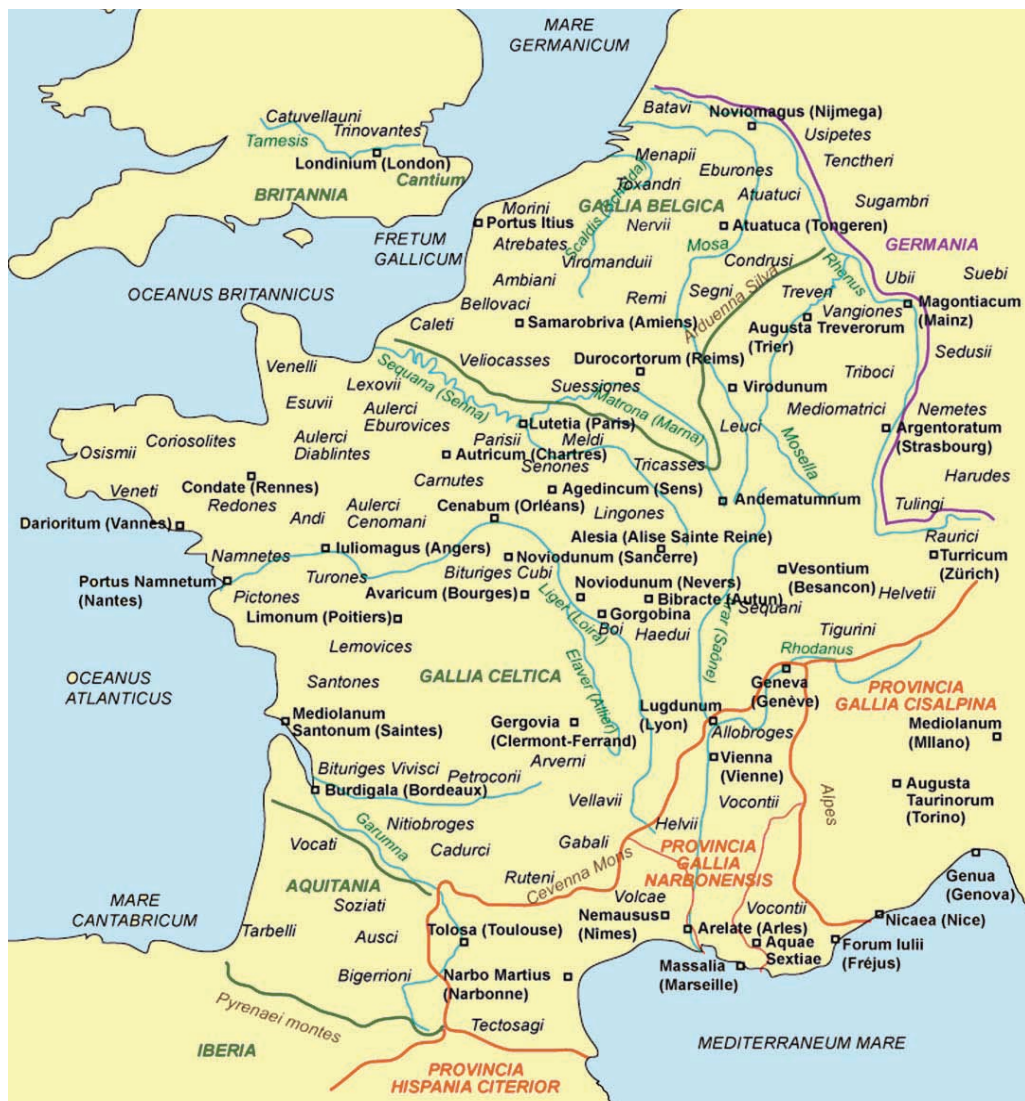 MARE
GERMANICUM
Catuvellauni
Trinovantes
Tamesis
Londinium (London)
Cantium
BRITANNIA
Batavi
Noviomagus (Nijmega)
Usipetes
Tenctheri
Menapii
Eburones
Toxandri
Atuatuci
Sugambri
GALLIA BELGICA
Morini
Portus Itius
Nervii
Atuatuca (Tongeren)
FRETUM
GALLICUM
Atrebates
Mosa
GERMANIA
Viromanduii
Condrusi
Rhenus
Ubii
Suebi
OCEANUS BRITANNICUS
Ambiani
Segni
Arduenna Silva
Treveri
Bellovaci
Remi
Vangiones
Magontiacum
(Mainz)
Caleti
Samarobriva (Amiens)
Augusta Treverorum
(Trier)
Sedusii
Veliocasses
Durocortorum (Reims)
Venelli
Sequana (Senna)
Suessiones
Virodunum
Triboci
Lexovii
Matrona (Marna)
Esuvii
Aulerci
Eburovices
Mediomatrici
Nemetes
Lutetia (Paris)
Leuci
Argentoratum
(Strasbourg)
Osismii
Coriosolites
Aulerci
Diablintes
Parisii
Meldi
Autricum (Chartres)
Senones
Tricasses
Mosella
Harudes
Veneti
Condate (Rennes)
Carnutes
Agedincum (Sens)
Andematumnium
Redones
Aulerci
Cenomani
Cenabum (Orléans)
Lingones
Tulingi
Darioritum (Vannes)
Andi
Alesia (Alise Sainte Reine)
Raurici
Namnetes
Iuliomagus (Angers)
Noviodunum (Sancerre)
Turricum
(Zürich)
Portus Namnetum
(Nantes)
Turones
Bituriges Cubi
Noviodunum (Nevers)
Vesontium
(Besancon)
Pictones
Avaricum (Bourges)
Bibracte (Autun)
Helvetii
Limonum (Poitiers)
Liger (Loira)
Gorgobina
Sequani
Boi
Haedui
Tigurini
Lemovices
Elaver (Allier)
Arar (Saône)
Rhodanus
OCEANUS
ATLANTICUS
Santones
GALLIA CELTICA
Geneva
(Genève)
PROVINCIA
GALLIA CISALPINA
Mediolanum
Santonum (Saintes)
Gergovia
(Clermont-Ferrand)
Lugdunum
(Lyon)
Allobroges
Mediolanum
(MIlano)
Arverni
Vienna
(Vienne)
Bituriges Vivisci
Petrocorii
Burdigala (Bordeaux)
Vellavii
Vocontii
Alpes
Augusta
Taurinorum
(Torino)
Garumna
Nitiobroges
Helvii
Vocati
Cadurci
Gabali
PROVINCIA
GALLIA
NARBONENSIS
Ruteni
Cevenna Mons
Genua
(Genova)
AQUITANIA
Soziati
Volcae
MARE
CANTABRICUM
Nemausus
(Nîmes)
Vocontii
Nicaea (Nice)
Tarbelli
Ausci
Tolosa (Toulouse)
Arelate (Arles)
Aquae
Sextiae
Forum Iulii
(Fréjus)
Bigerrioni
Narbo Martius
(Narbonne)
Massalia
(Marseille)
Pyrenaei montes
Tectosagi
IBERIA
MEDITERRANEUM MARE
PROVINCIA
HISPANIA CITERIOR